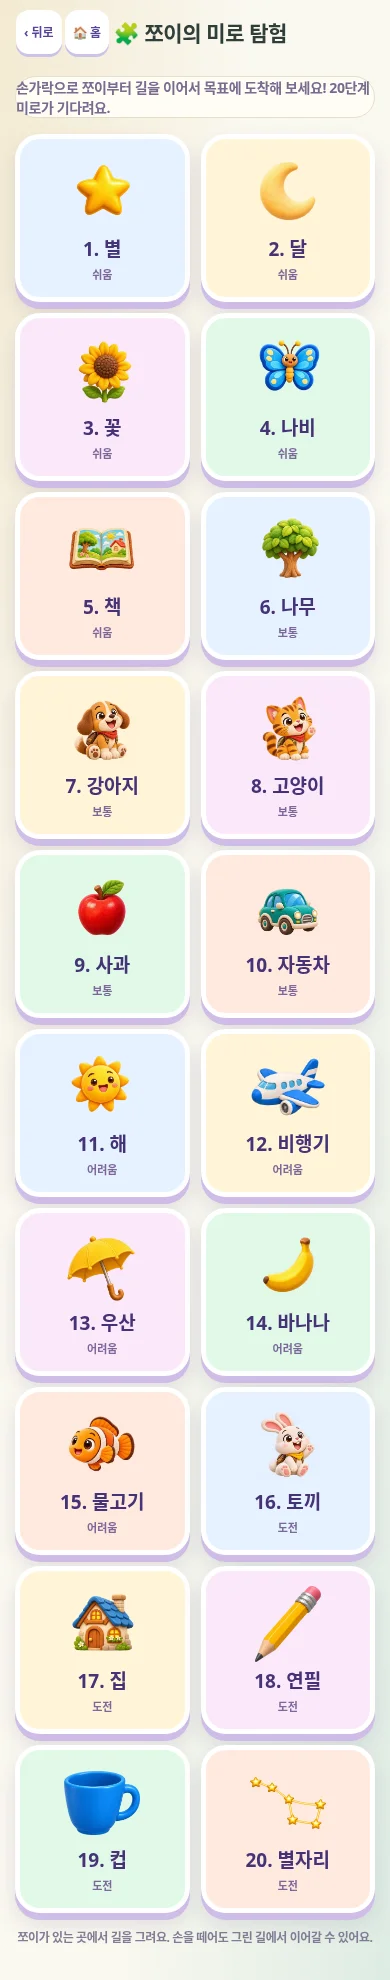 ‹ 뒤로
🏠 홈
🧩 쪼이의 미로 탐험
손가락으로 쪼이부터 길을 이어서 목표에 도착해 보세요! 20단계
미로가 기다려요.
1. 별
쉬움
2. 달
쉬움
3. 꽃
쉬움
4. 나비
쉬움
5. 책
쉬움
6. 나무
보통
7. 강아지
보통
8. 고양이
보통
9. 사과
보통
10. 자동차
보통
11. 해
어려움
12. 비행기
어려움
13. 우산
어려움
14. 바나나
어려움
15. 물고기
어려움
16. 토끼
도전
17. 집
도전
18. 연필
도전
19. 컵
도전
20. 별자리
도전
쪼이가 있는 곳에서 길을 그려요. 손을 떼어도 그린 길에서 이어갈 수 있어요.